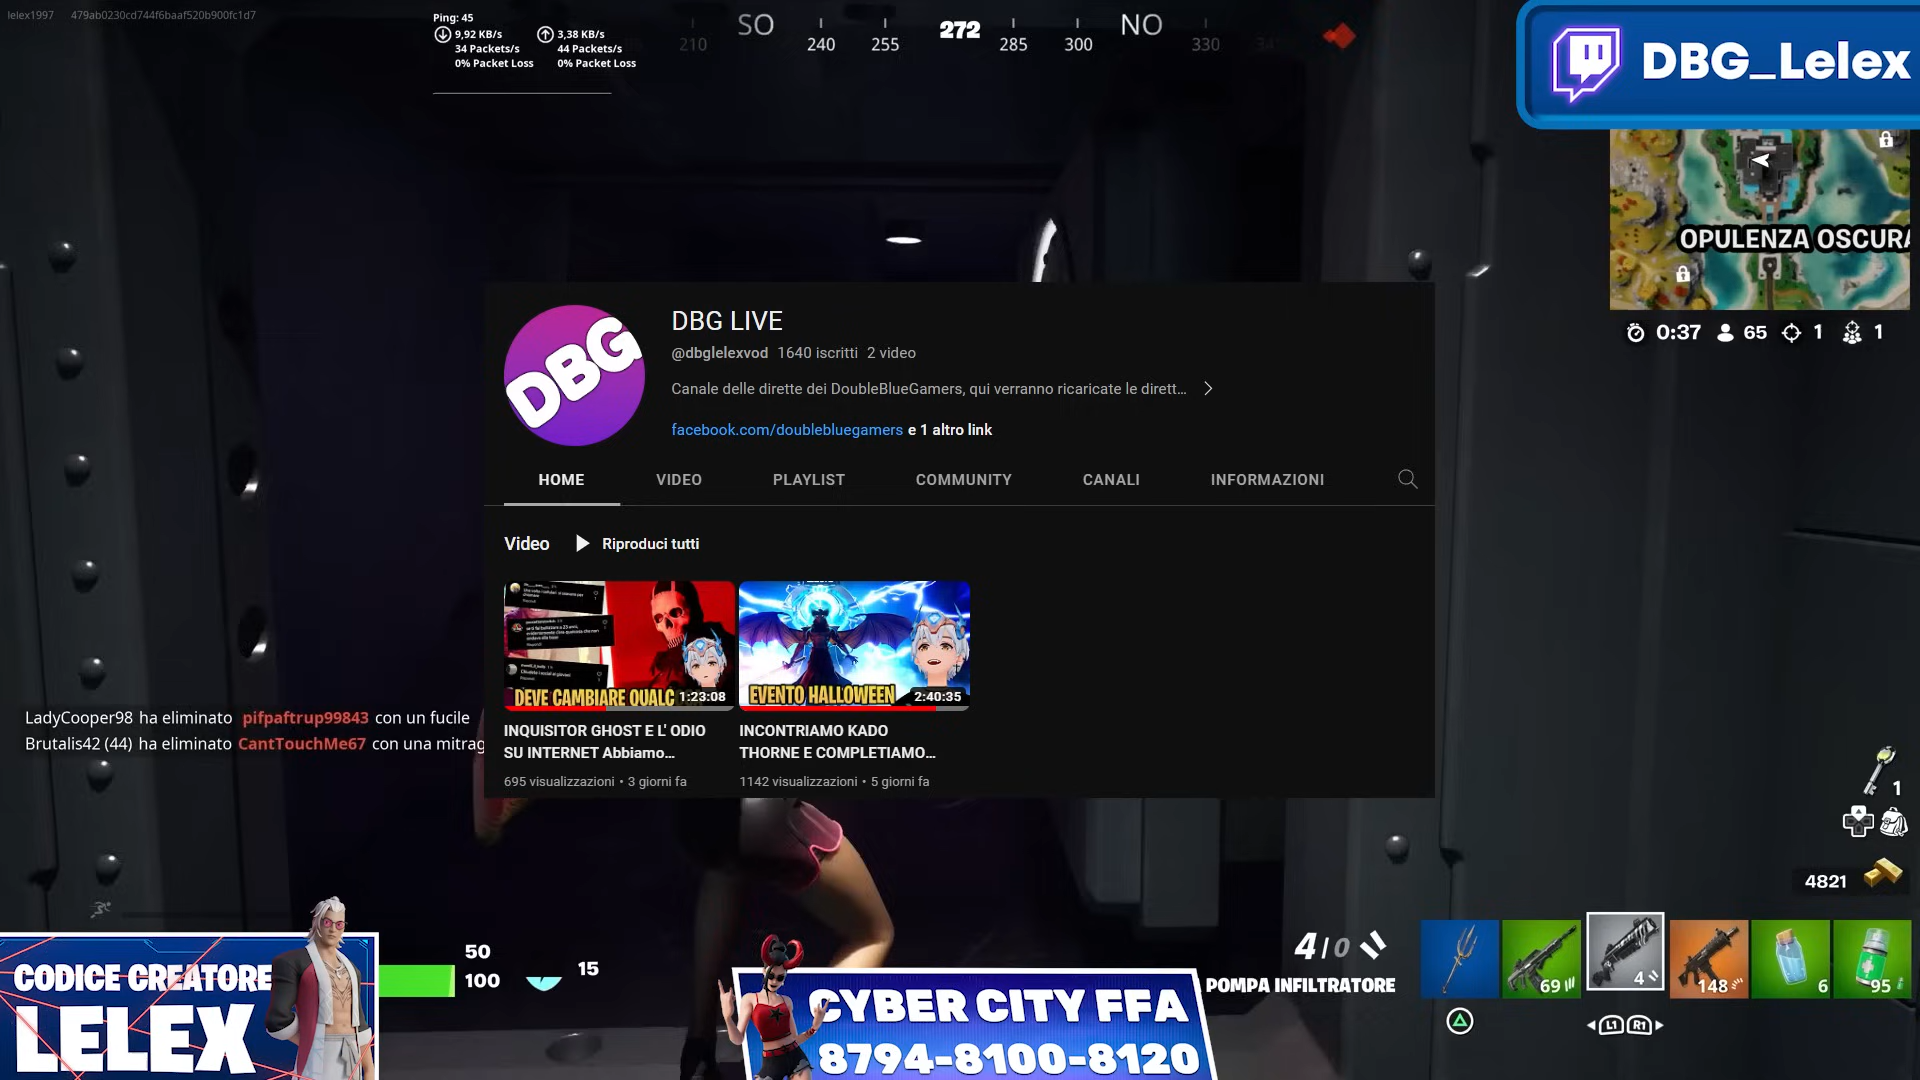 lelex1997 479ab0230cd744f6baaf520b900fc1d7
Ping: 45
9,92 KB/s 3,38 KB/s
34 Packets/s 44 Packets/s
0% Packet Loss 0% Packet Loss
210 SO 240 255 272 285 300 NO 330
DBG_Lelex
OPULENZA OSCURA
0:37 65 1 1
DBG
DBG LIVE
@dbglelexvod 1640 iscritti 2 video
Canale delle dirette dei DoubleBlueGamers, qui verranno ricaricate le dirett...
facebook.com/doublebluegamers e 1 altro link
HOME VIDEO PLAYLIST COMMUNITY CANALI INFORMAZIONI
Video Riproduci tutti
DEVE CAMBIARE QUALC 1:23:08
EVENTO HALLOWEEN 2:40:35
INQUISITOR GHOST E L' ODIO
SU INTERNET Abbiamo...
695 visualizzazioni • 3 giorni fa
INCONTRIAMO KADO
THORNE E COMPLETIAMO...
1142 visualizzazioni • 5 giorni fa
LadyCooper98 ha eliminato pifpaftrup99843 con un fucile
Brutalis42 (44) ha eliminato CantTouchMe67 con una mitrag
1
4821
CODICE CREATORE
LELEX
50
100
15
CYBER CITY FFA
8794-8100-8120
4/0
POMPA INFILTRATORE
69 4 148 6 95
L1 R1